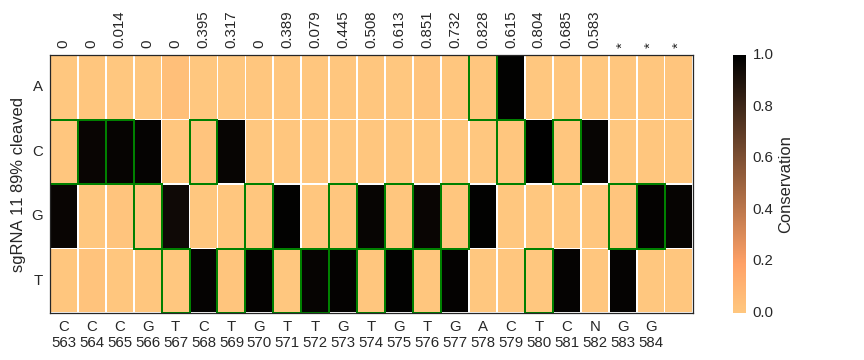 0 0 0.014 0 0 0.395 0.317 0 0.389 0.079 0.445 0.508 0.613 0.851 0.732 0.828 0.615 0.804 0.685 0.583 * * *
sgRNA 11 89% cleaved
A
C
G
T
C C C G T C T G T T G T G T G A C T C N G G
563 564 565 566 567 568 569 570 571 572 573 574 575 576 577 578 579 580 581 582 583 584
1.0
0.8
0.6
0.4
0.2
0.0
Conservation